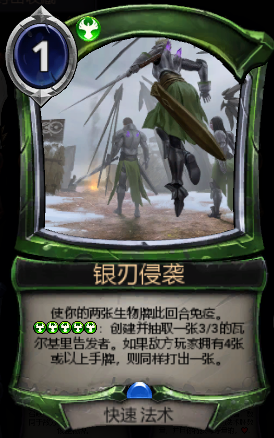 1
银刃侵袭
使你的两张生物牌此回合免疫。
：创建并抽取一张3/3的瓦
尔基里告发者。如果敌方玩家拥有4张
或以上手牌，则同样打出一张。
快速 法术